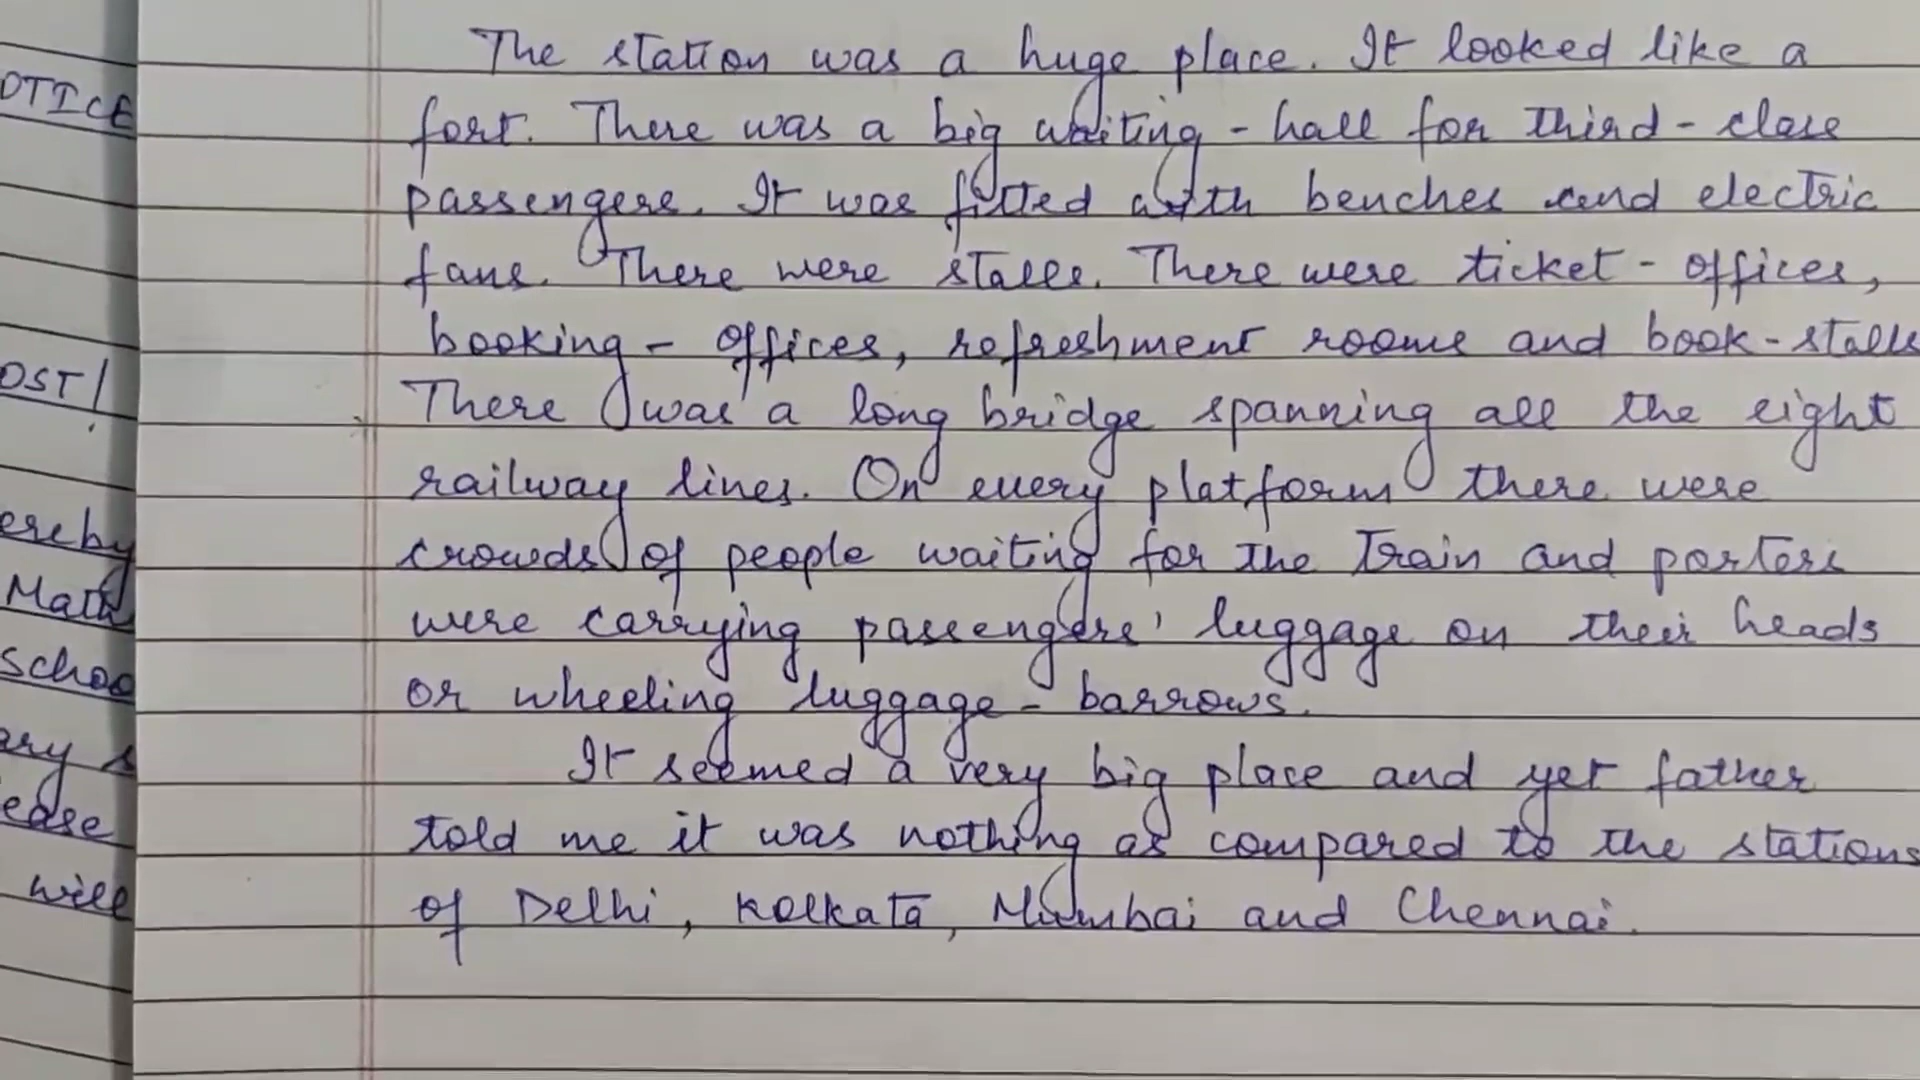 The station was a huge place. It looked like a
fort. There was a big waiting-hall for third-class
passengers. It was fitted with benches and electric
fans. There were stalls. There were ticket-offices,
booking-offices, refreshment rooms and book-stalls
There was a long bridge spanning all the eight
railway lines. On every platform there were
crowds of people waiting for the train and porters
were carrying passengers' luggage on their heads
or wheeling luggage-barrows.
It seemed a very big place and yet father
told me it was nothing as compared to the stations
of Delhi, Kolkata, Mumbai and Chennai.
OTICE
OST!
ereby
Math
schoo
ary s
ease
will